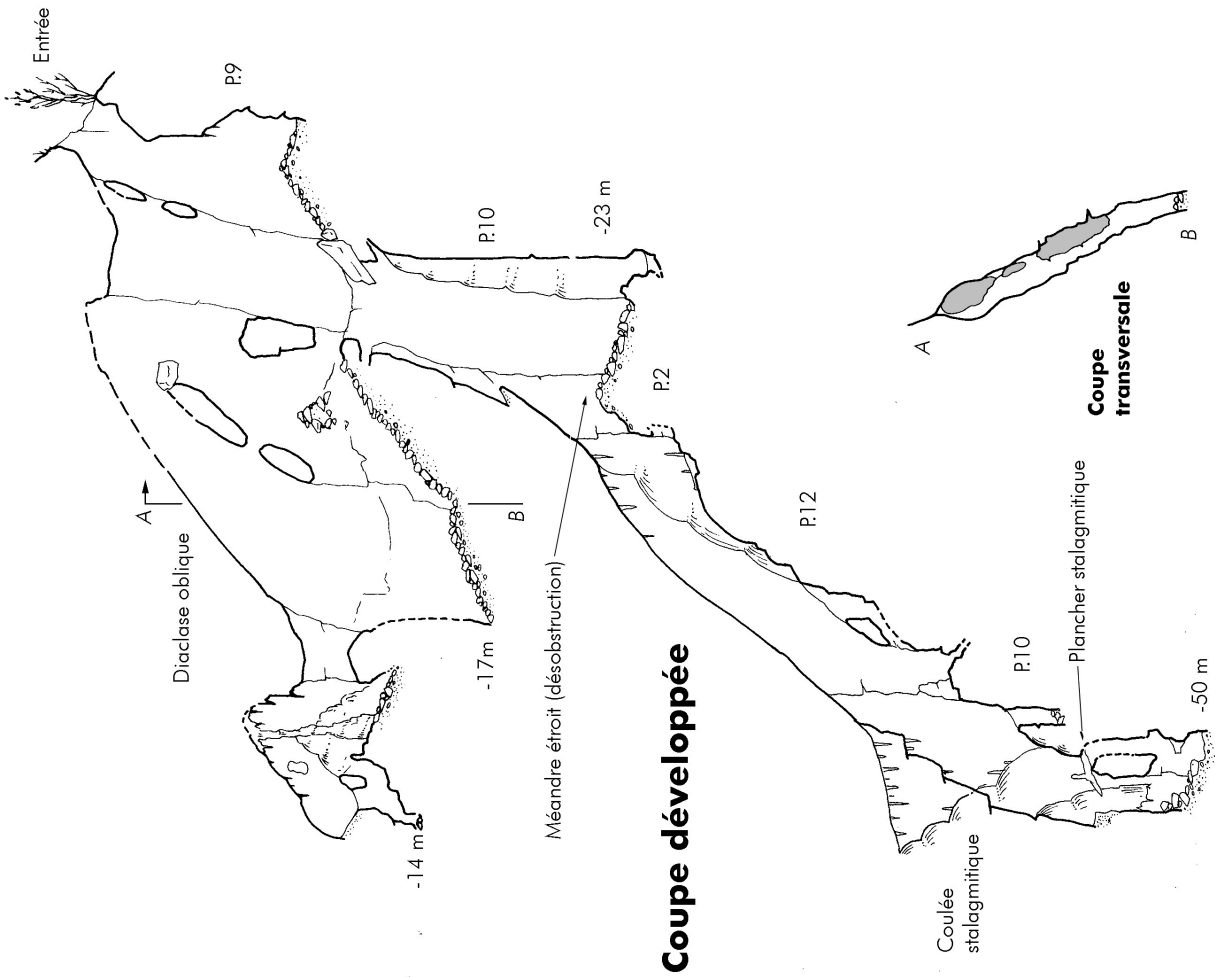 Entrée
P.9
A
Diaclase oblique
P.10
-23 m
B
-17m
-14 m
Méandre étroit (désobstruction)
P.2
P.12
Coupe développée
P.10
Plancher stalagmitique
-50 m
Coulée
stalagmitique
A
B
Coupe
transversale